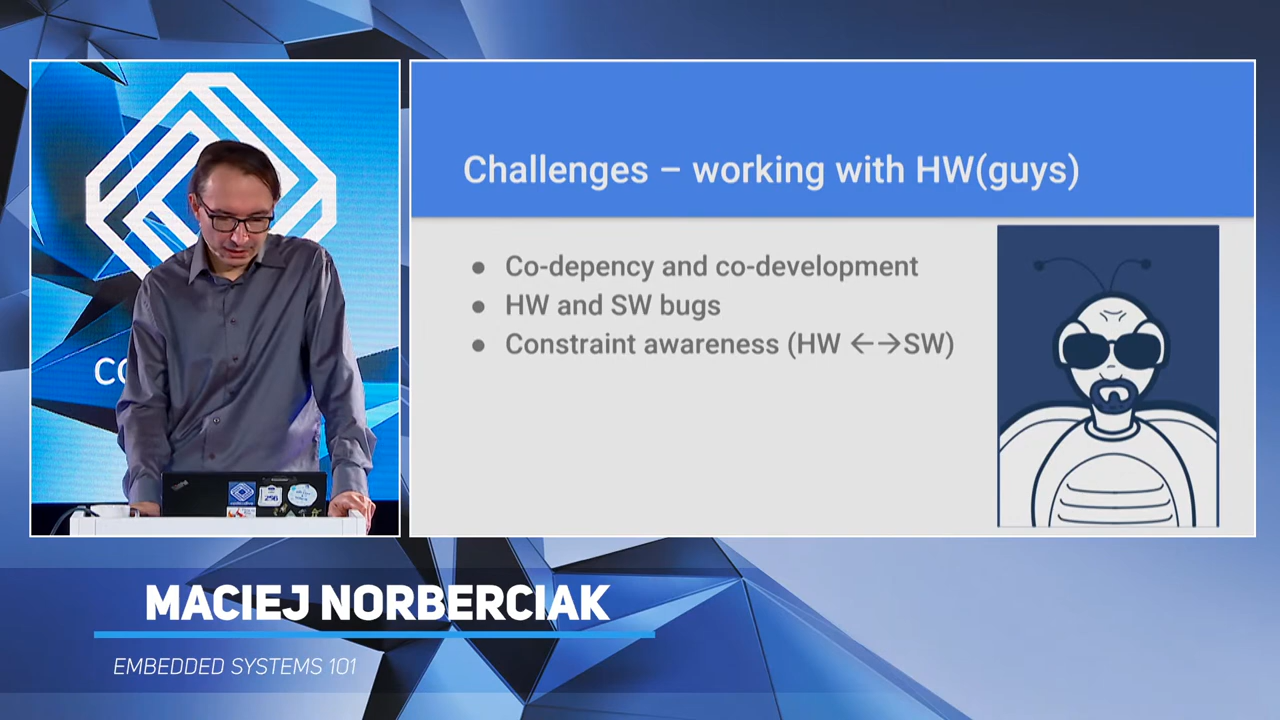 Challenges – working with HW(guys)
● Co-depency and co-development
● HW and SW bugs
● Constraint awareness (HW ←→SW)
MACIEJ NORBERCIAK
EMBEDDED SYSTEMS 101